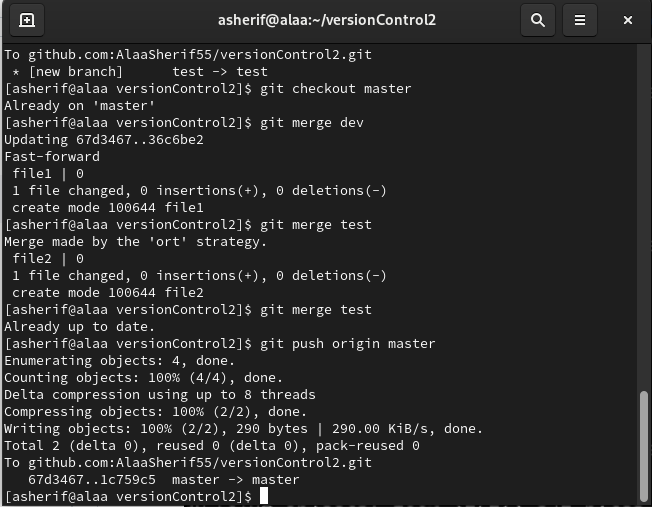 asherif@alaa:~/versionControl2
To github.com:AlaaSherif55/versionControl2.git
 * [new branch]      test -> test
[asherif@alaa versionControl2]$ git checkout master
Already on 'master'
[asherif@alaa versionControl2]$ git merge dev
Updating 67d3467..36c6be2
Fast-forward
 file1 | 0
 1 file changed, 0 insertions(+), 0 deletions(-)
 create mode 100644 file1
[asherif@alaa versionControl2]$ git merge test
Merge made by the 'ort' strategy.
 file2 | 0
 1 file changed, 0 insertions(+), 0 deletions(-)
 create mode 100644 file2
[asherif@alaa versionControl2]$ git merge test
Already up to date.
[asherif@alaa versionControl2]$ git push origin master
Enumerating objects: 4, done.
Counting objects: 100% (4/4), done.
Delta compression using up to 8 threads
Compressing objects: 100% (2/2), done.
Writing objects: 100% (2/2), 290 bytes | 290.00 KiB/s, done.
Total 2 (delta 0), reused 0 (delta 0), pack-reused 0
To github.com:AlaaSherif55/versionControl2.git
   67d3467..1c759c5  master -> master
[asherif@alaa versionControl2]$